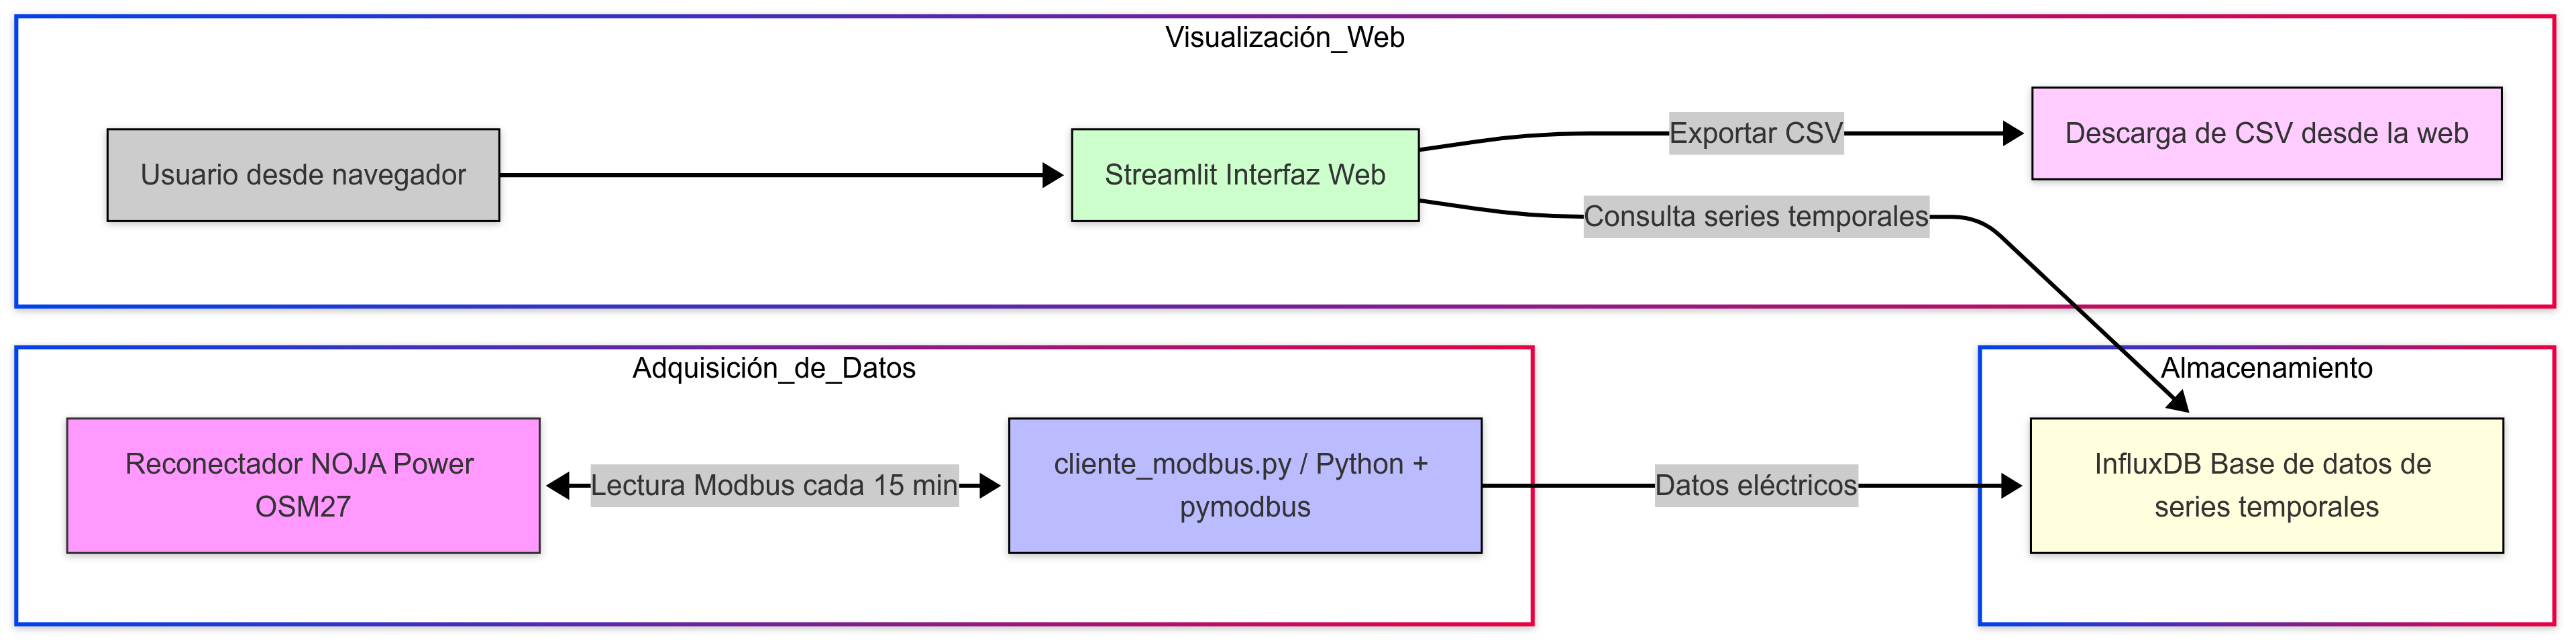 Visualización_Web
Usuario desde navegador
Streamlit Interfaz Web
Exportar CSV
Descarga de CSV desde la web
Consulta series temporales
Adquisición_de_Datos
Reconectador NOJA Power
OSM27
Lectura Modbus cada 15 min
cliente_modbus.py / Python +
pymodbus
Datos eléctricos
Almacenamiento
InfluxDB Base de datos de
series temporales